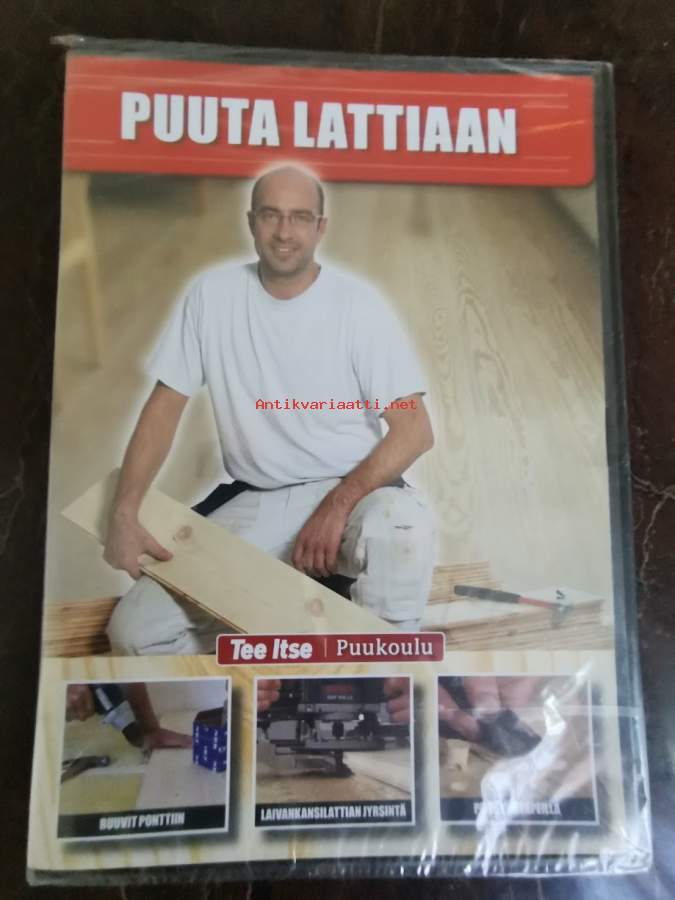 PUUTA LATTIAAN
Antikvariaatti.net
Tee Itse | Puukoulu
RUUVIT PONTTIIN
LAIVANKANSILATTIAN JYRSINTÄ